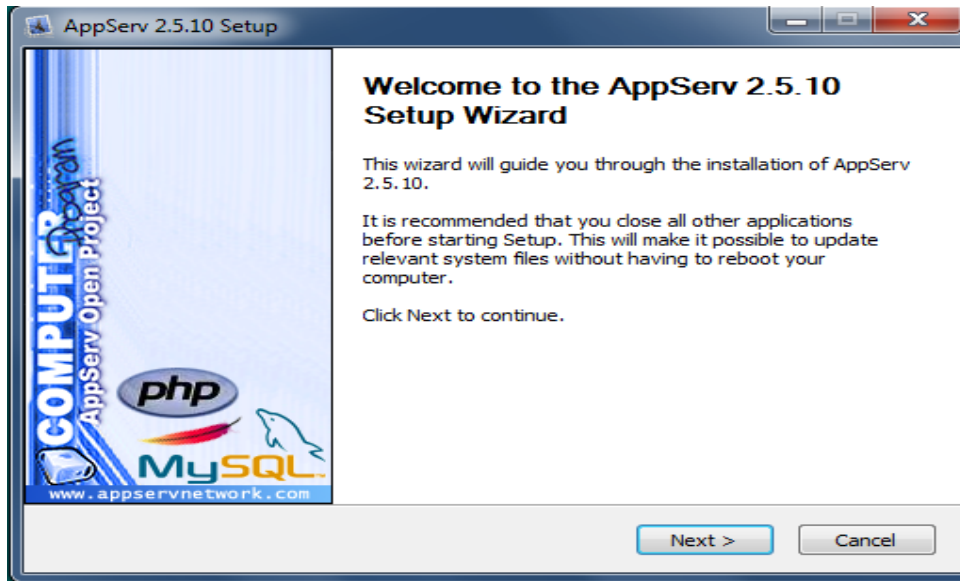 AppServ 2.5.10 Setup
Welcome to the AppServ 2.5.10
Setup Wizard
This wizard will guide you through the installation of AppServ
2.5.10.
It is recommended that you close all other applications
before starting Setup. This will make it possible to update
relevant system files without having to reboot your
computer.
Click Next to continue.
COMPUTER
program
AppServ Open Project
php
MySQL
www.appservnetwork.com
Next >
Cancel